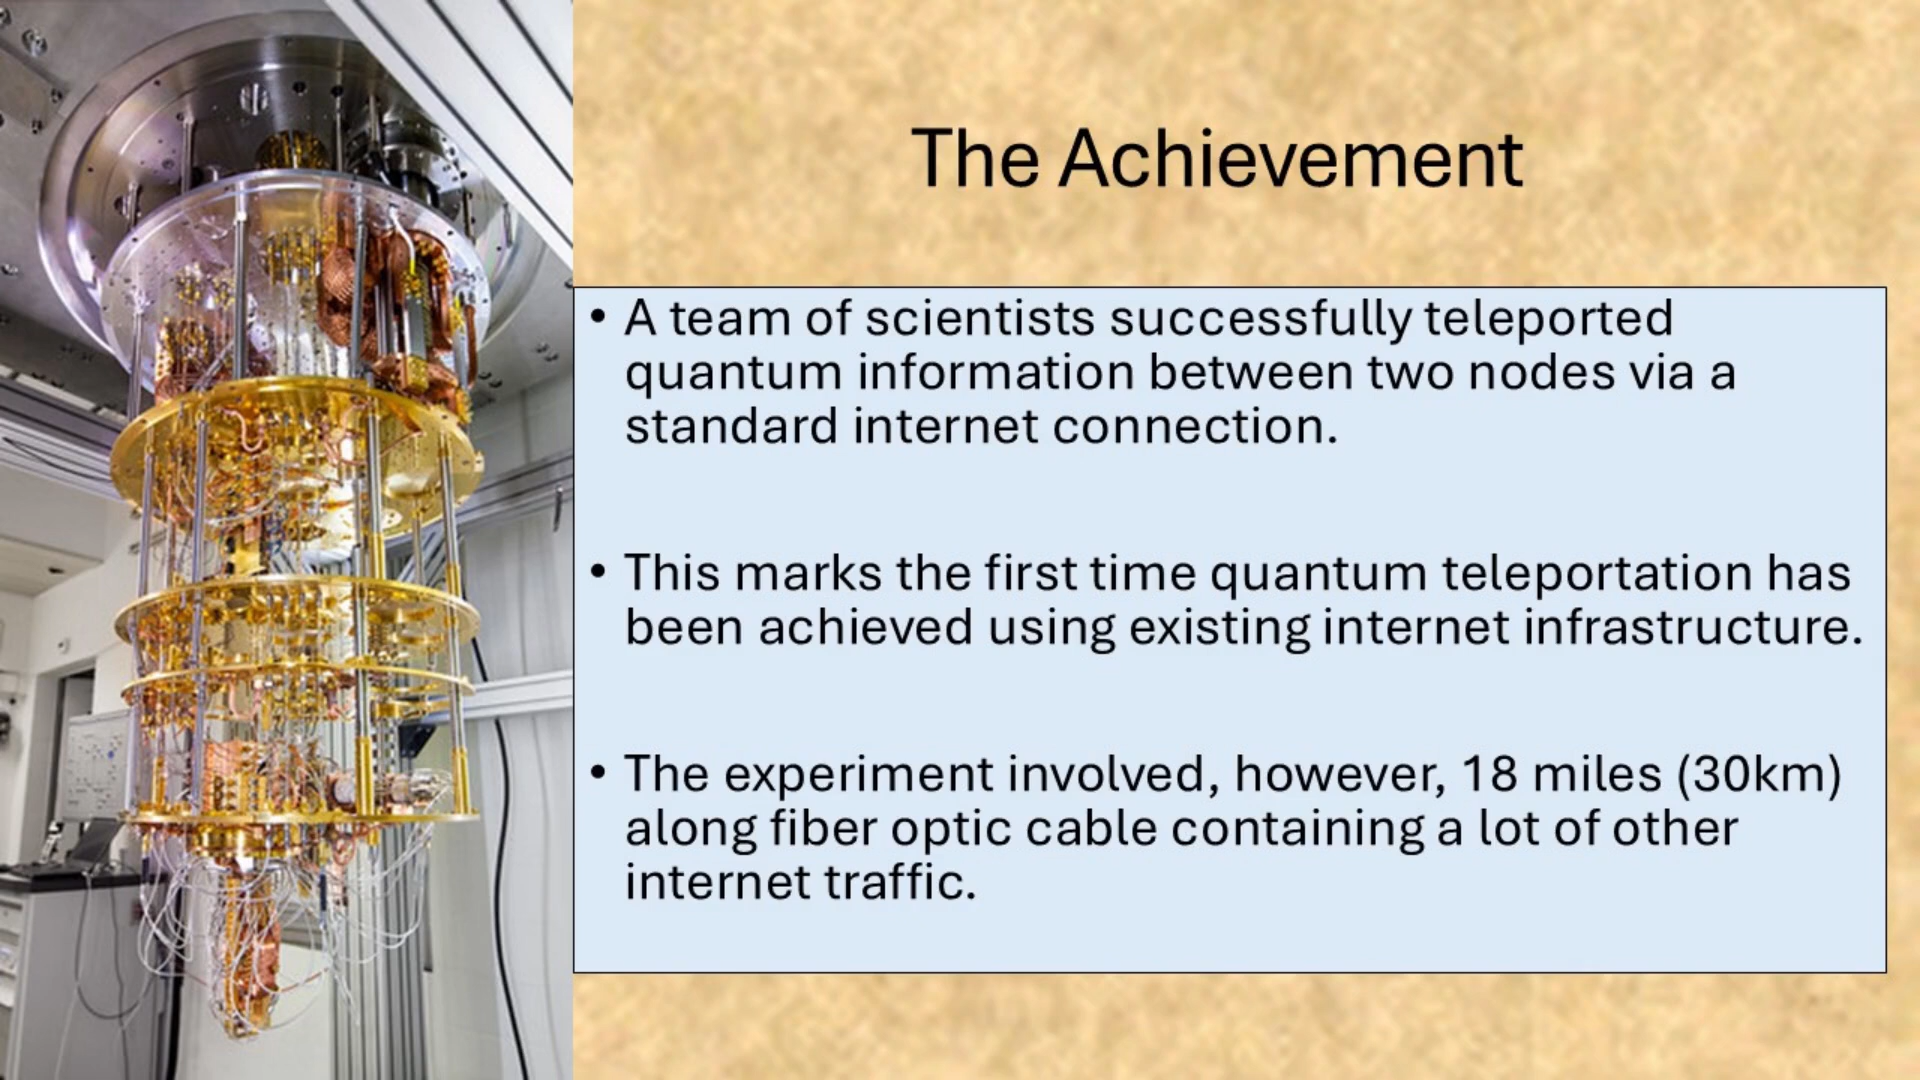 The Achievement
• A team of scientists successfully teleported
quantum information between two nodes via a
standard internet connection.
• This marks the first time quantum teleportation has
been achieved using existing internet infrastructure.
• The experiment involved, however, 18 miles (30km)
along fiber optic cable containing a lot of other
internet traffic.